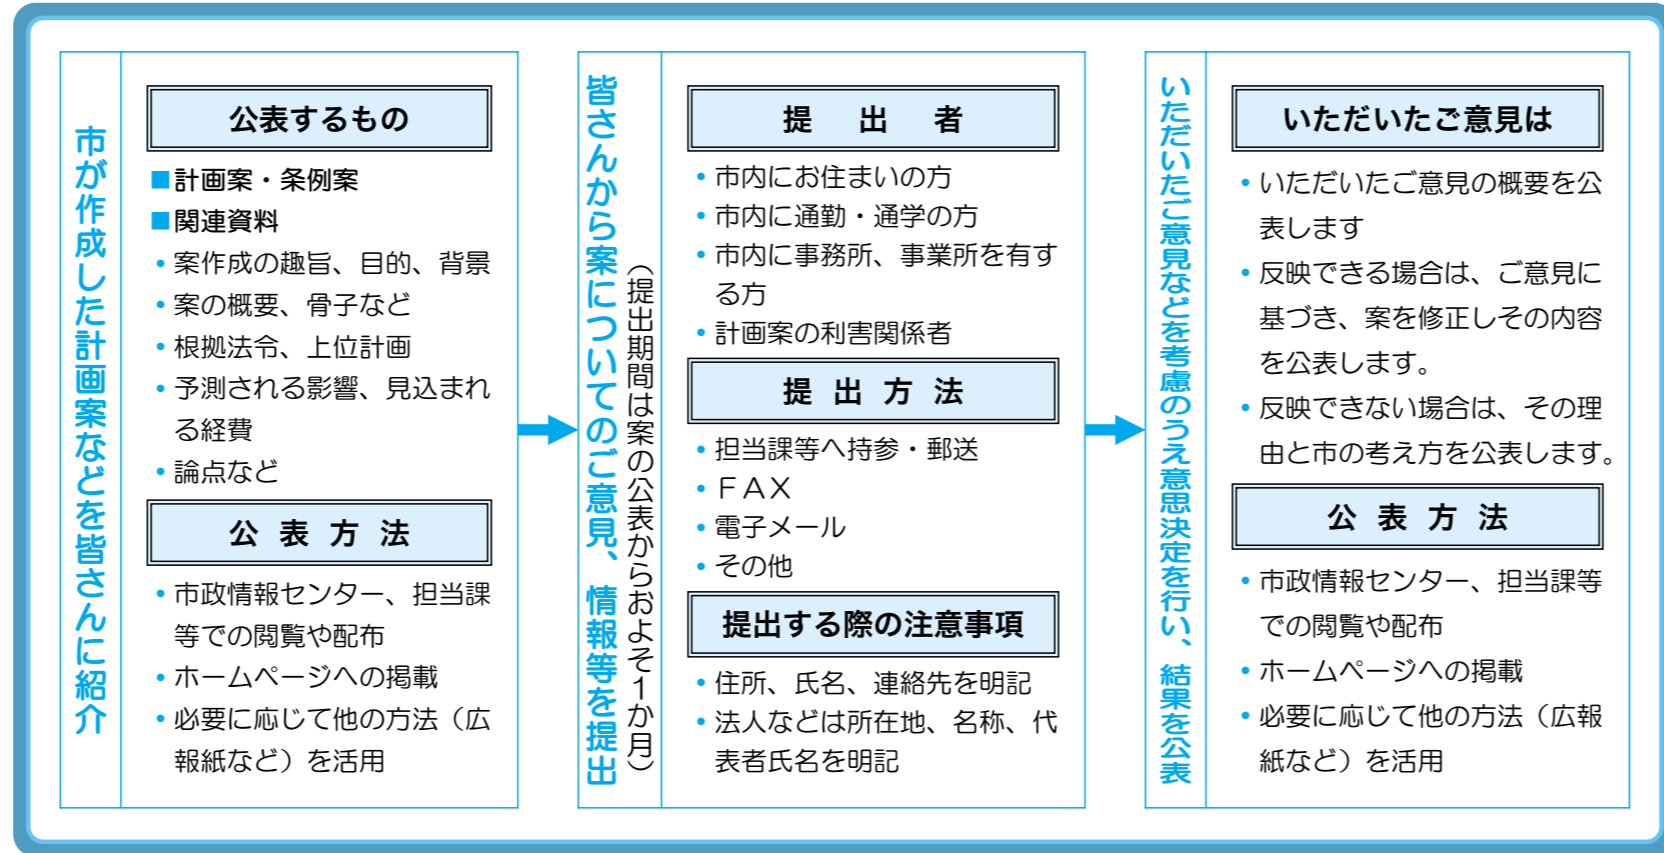 市が作成した計画案などを皆さんに紹介
公表するもの
■計画案・条例案
■関連資料
・案作成の趣旨、目的、背景
・案の概要、骨子など
・根拠法令、上位計画
・予測される影響、見込まれ
る経費
・論点など
公表方法
・市政情報センター、担当課
等での閲覧や配布
・ホームページへの掲載
・必要に応じて他の方法（広
報紙など）を活用
皆さんから案についてのご意見、情報等を提出
（提出期間は案の公表からおよそ1か月）
提出者
・市内にお住まいの方
・市内に通勤・通学の方
・市内に事務所、事業所を有す
る方
・計画案の利害関係者
提出方法
・担当課等へ持参・郵送
・ＦＡＸ
・電子メール
・その他
提出する際の注意事項
・住所、氏名、連絡先を明記
・法人などは所在地、名称、代
表者氏名を明記
いただいたご意見などを考慮のうえ意思決定を行い、結果を公表
いただいたご意見は
・いただいたご意見の概要を公
表します
・反映できる場合は、ご意見に
基づき、案を修正しその内容
を公表します。
・反映できない場合は、その理
由と市の考え方を公表します。
公表方法
・市政情報センター、担当課等
での閲覧や配布
・ホームページへの掲載
・必要に応じて他の方法（広報
紙など）を活用